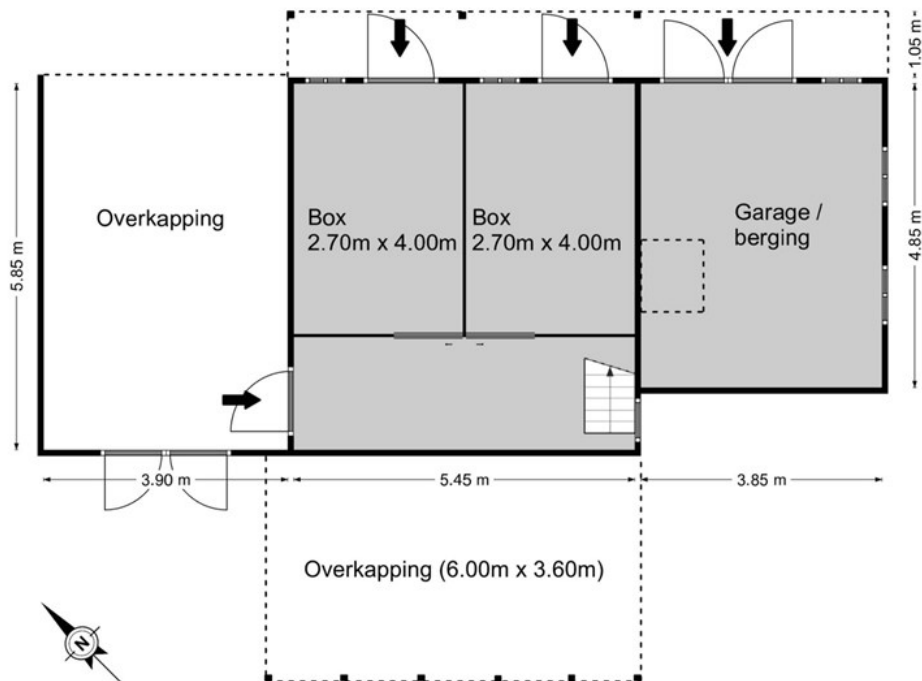 1.05 m
Overkapping
Box
2.70m x 4.00m
Box
2.70m x 4.00m
Garage /
berging
5.85 m
4.85 m
3.90 m
5.45 m
3.85 m
Overkapping (6.00m x 3.60m)
N